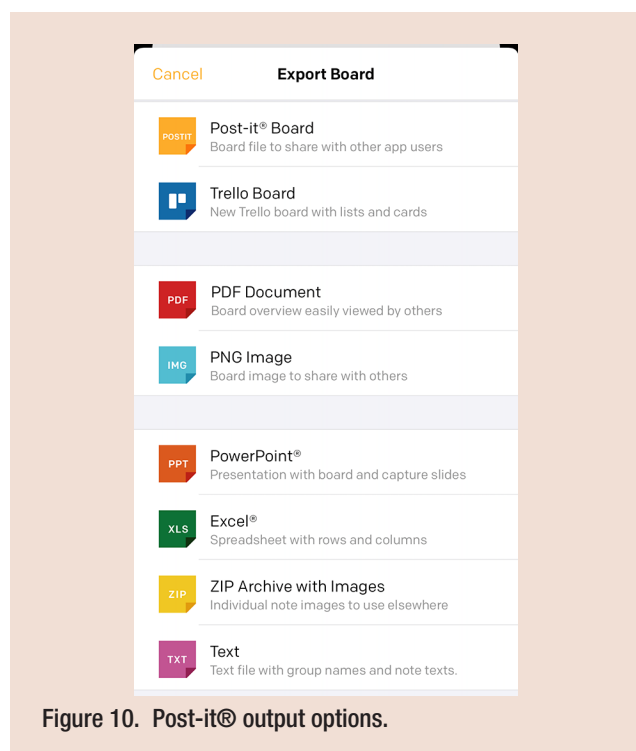 Cancel Export Board
POSTIT Post-it® Board
Board file to share with other app users
Trello Board
New Trello board with lists and cards
PDF PDF Document
Board overview easily viewed by others
IMG PNG Image
Board image to share with others
PPT PowerPoint®
Presentation with board and capture slides
XLS Excel®
Spreadsheet with rows and columns
ZIP ZIP Archive with Images
Individual note images to use elsewhere
TXT Text
Text file with group names and note texts.
Figure 10. Post-it® output options.